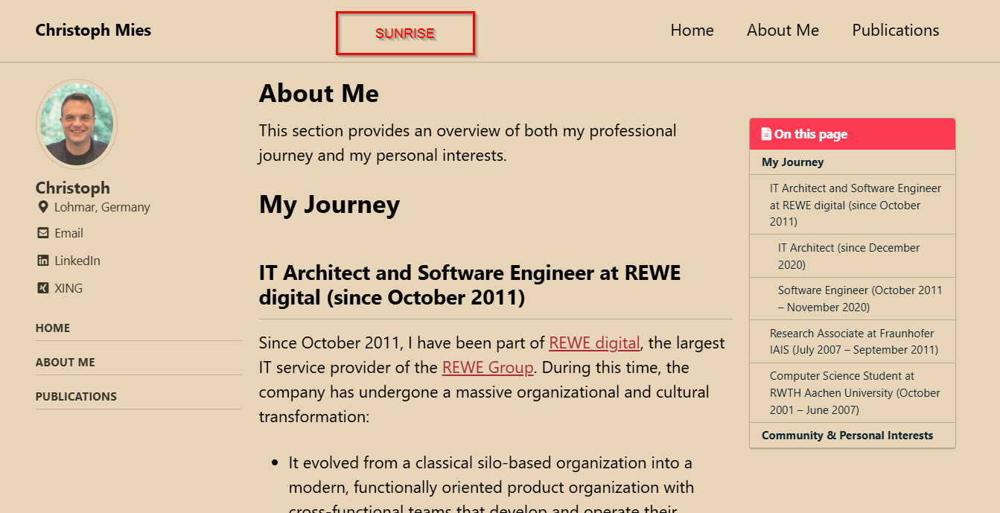 Christoph Mies
SUNRISE
Home
About Me
Publications
Christoph
Lohmar, Germany
Email
LinkedIn
XING
HOME
ABOUT ME
PUBLICATIONS
About Me
This section provides an overview of both my professional
journey and my personal interests.
My Journey
IT Architect and Software Engineer at REWE
digital (since October 2011)
Since October 2011, I have been part of REWE digital, the largest
IT service provider of the REWE Group. During this time, the
company has undergone a massive organizational and cultural
transformation:
• It evolved from a classical silo-based organization into a
modern, functionally oriented product organization with
cross-functional teams that develop and operate their
On this page
My Journey
IT Architect and Software Engineer
at REWE digital (since October
2011)
IT Architect (since December
2020)
Software Engineer (October 2011
– November 2020)
Research Associate at Fraunhofer
IAIS (July 2007 – September 2011)
Computer Science Student at
RWTH Aachen University (October
2001 – June 2007)
Community & Personal Interests